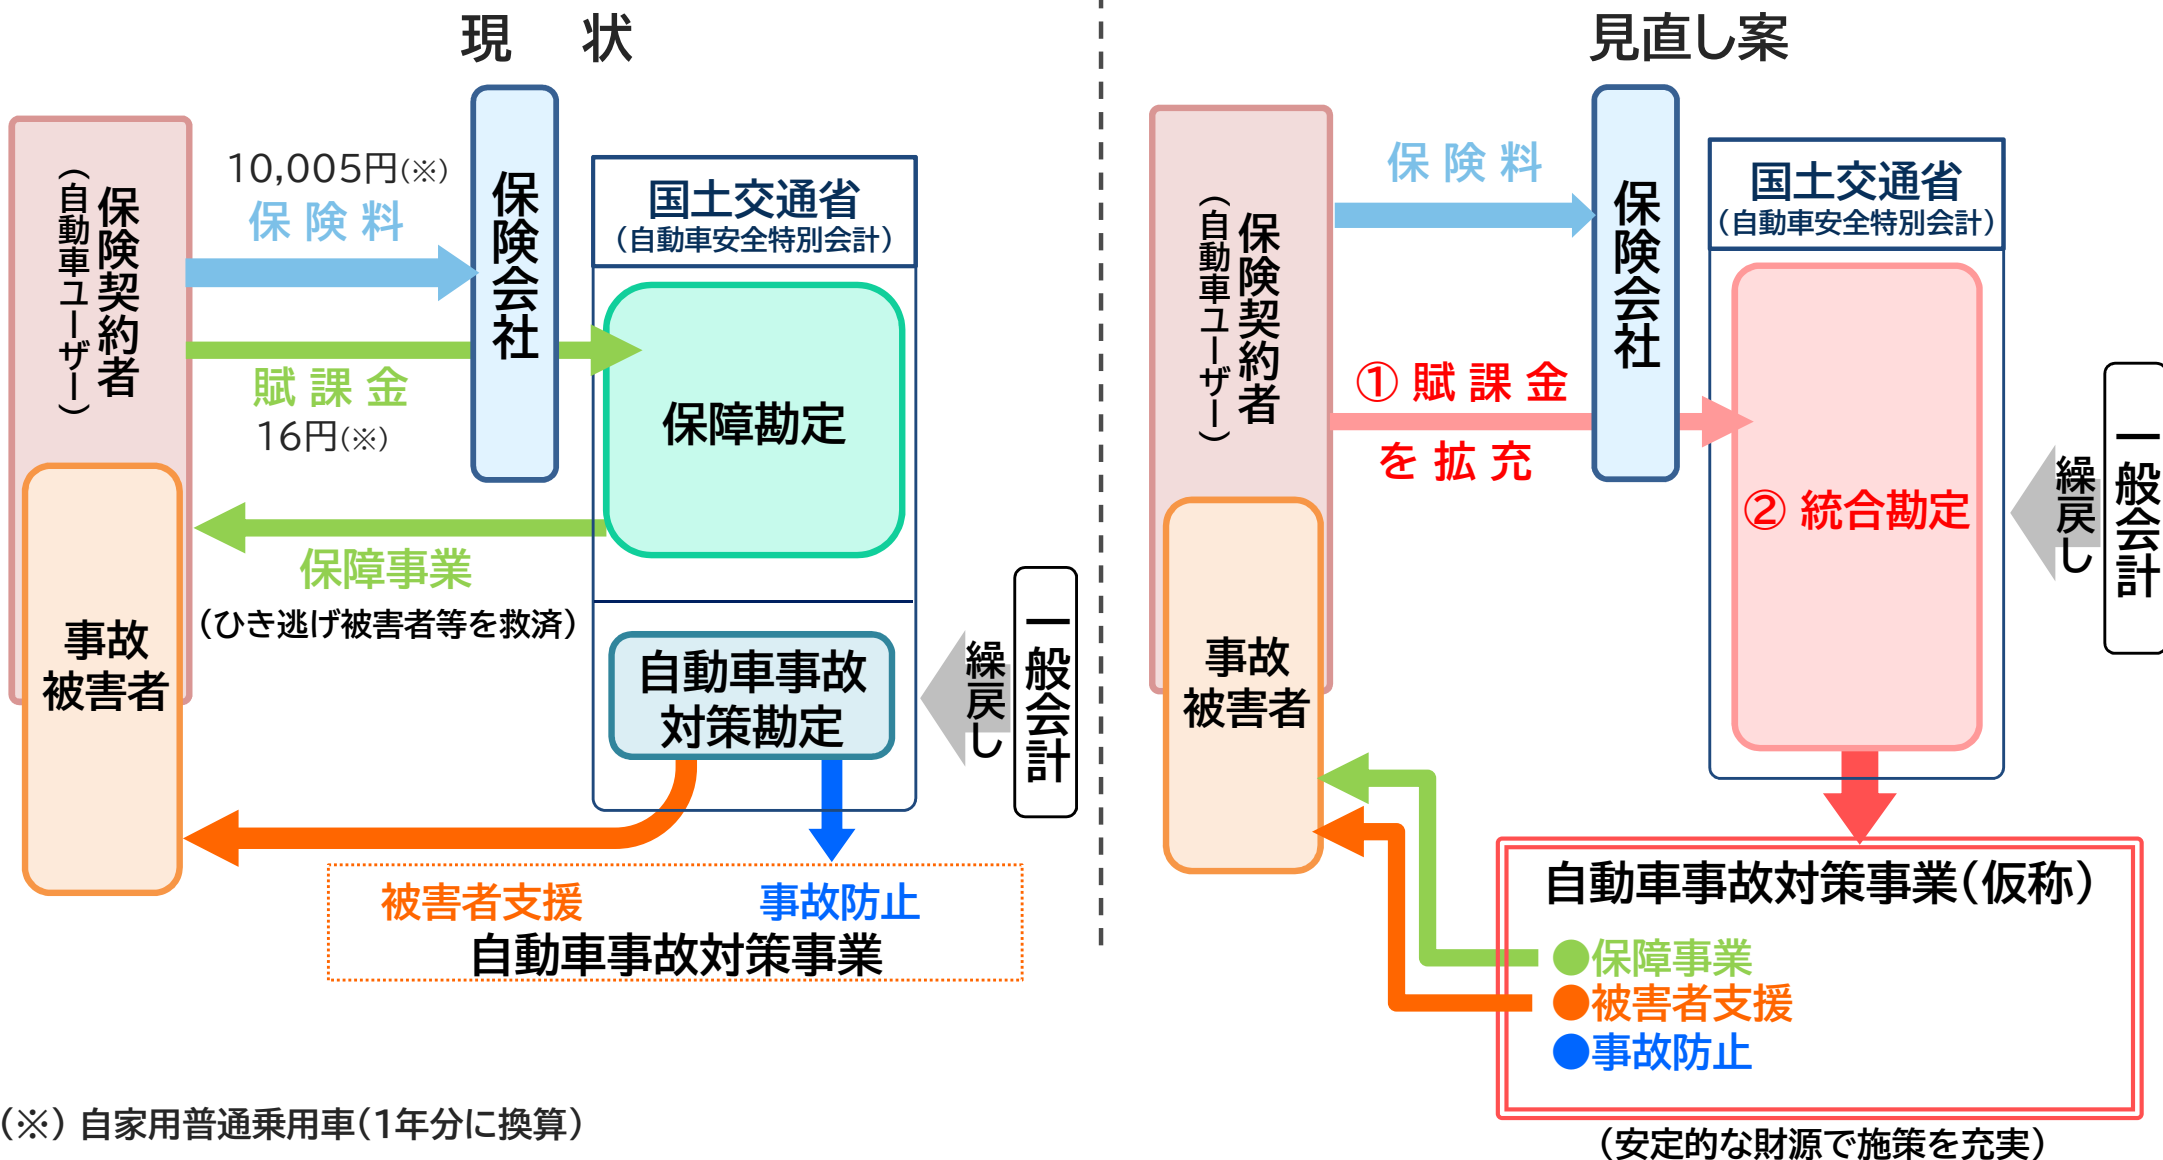 現　状
10,005円(※)
保険料
賦課金
16円(※)
保険契約者
（自動車ユーザー）
保険会社
国土交通省
（自動車安全特別会計）
保障勘定
保障事業
（ひき逃げ被害者等を救済）
事故
被害者
自動車事故
対策勘定
繰戻し
一般会計
被害者支援
事故防止
自動車事故対策事業
（※）自家用普通乗用車（1年分に換算）
見直し案
保険料
① 賦課金
を拡充
保険契約者
（自動車ユーザー）
保険会社
国土交通省
（自動車安全特別会計）
② 統合勘定
繰戻し
一般会計
事故
被害者
自動車事故対策事業（仮称）
●保障事業
●被害者支援
●事故防止
（安定的な財源で施策を充実）